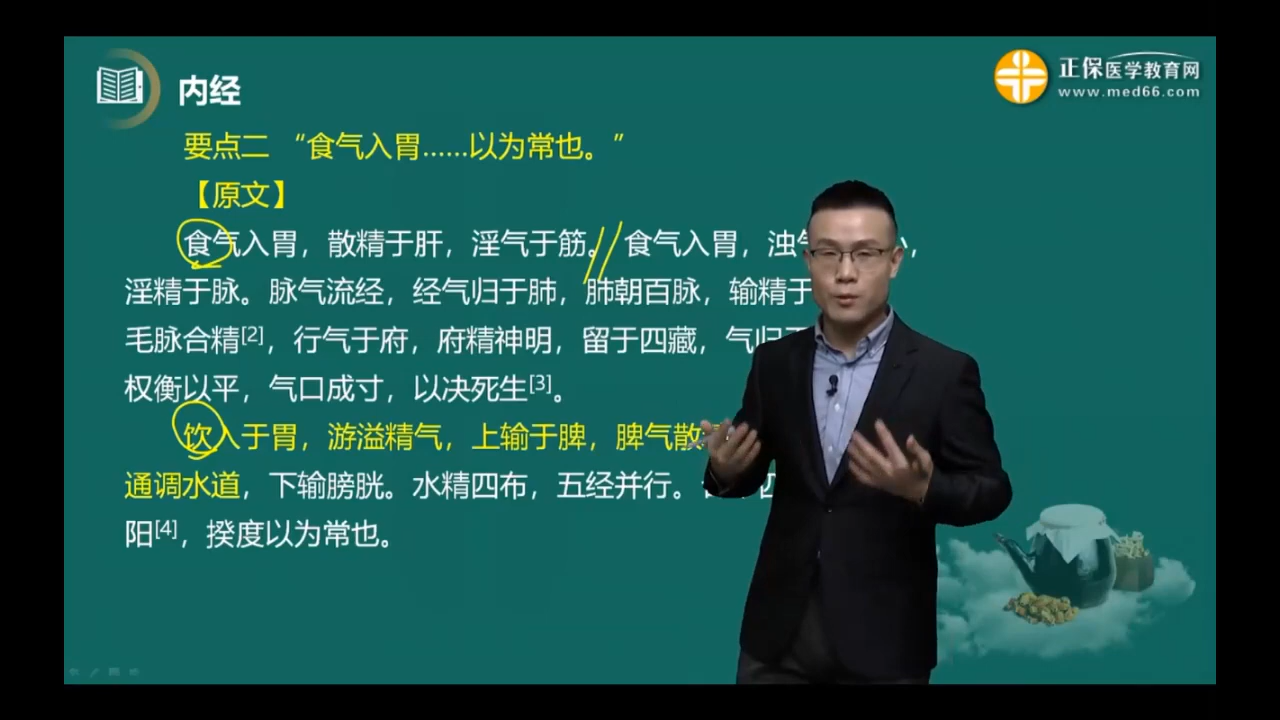 内经
正保医学教育网
www.med66.com
要点二 “食气入胃……以为常也。”
【原文】
食气入胃，散精于肝，淫气于筋。食气入胃，浊气，
淫精于脉。脉气流经，经气归于肺，肺朝百脉，输精于
毛脉合精[2]，行气于府，府精神明，留于四藏，气归
权衡以平，气口成寸，以决死生[3]。
饮入于胃，游溢精气，上输于脾，脾气散
通调水道，下输膀胱。水精四布，五经并行。
阳[4]，揆度以为常也。